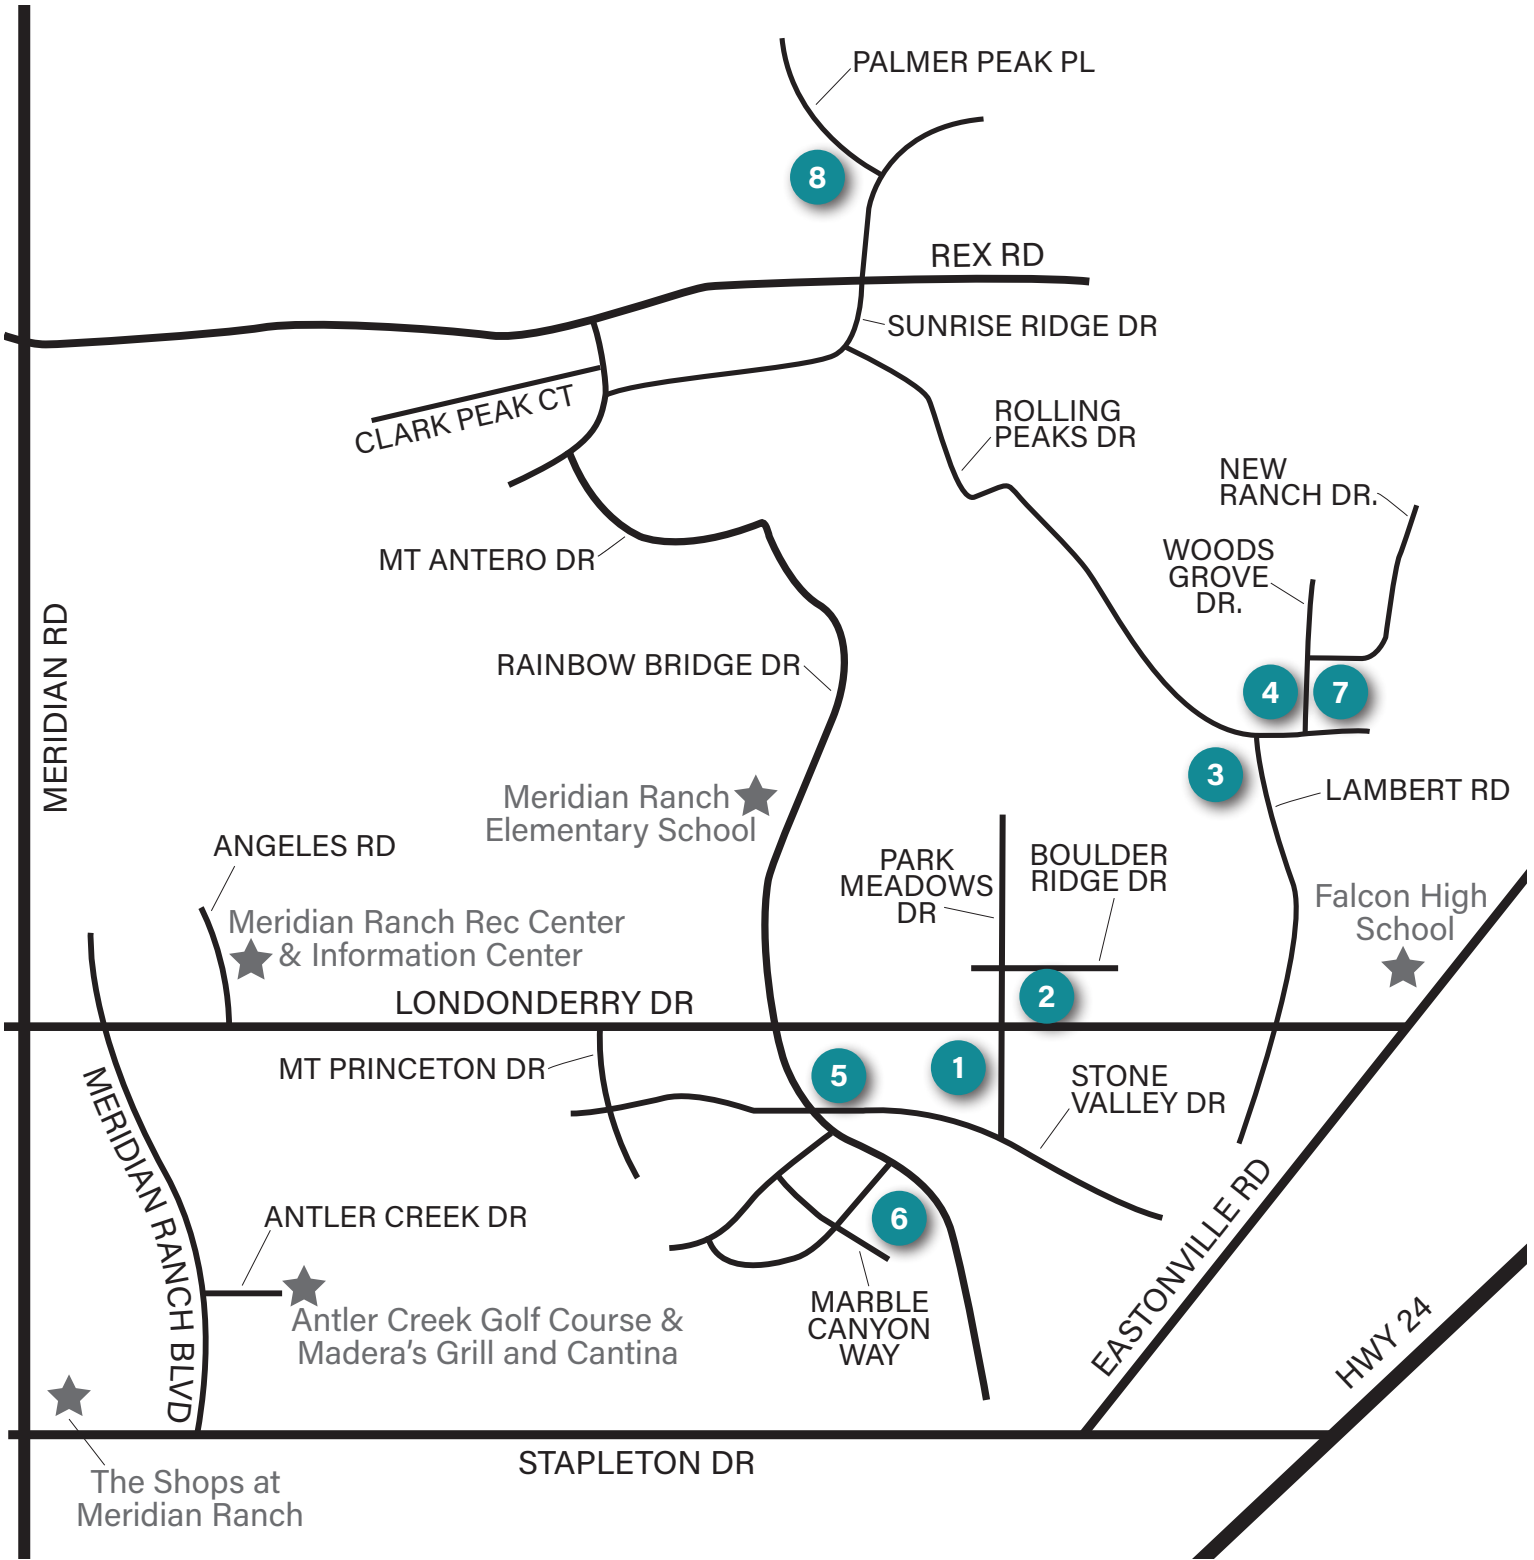 PALMER PEAK PL
8
REX RD
SUNRISE RIDGE DR
CLARK PEAK CT
ROLLING
PEAKS DR
NEW
RANCH DR.
MT ANTERO DR
WOODS
GROVE
DR.
MERIDIAN RD
RAINBOW BRIDGE DR
4
7
3
LAMBERT RD
Meridian Ranch
Elementary School
ANGELES RD
PARK
MEADOWS
DR
BOULDER
RIDGE DR
Falcon High
School
Meridian Ranch Rec Center
& Information Center
2
LONDONDERRY DR
MT PRINCETON DR
5
1
STONE
VALLEY DR
MERIDIAN RANCH BLVD
ANTLER CREEK DR
6
EASTONVILLE RD
Antler Creek Golf Course &
Madera's Grill and Cantina
MARBLE
CANYON
WAY
HWY 24
STAPLETON DR
The Shops at
Meridian Ranch